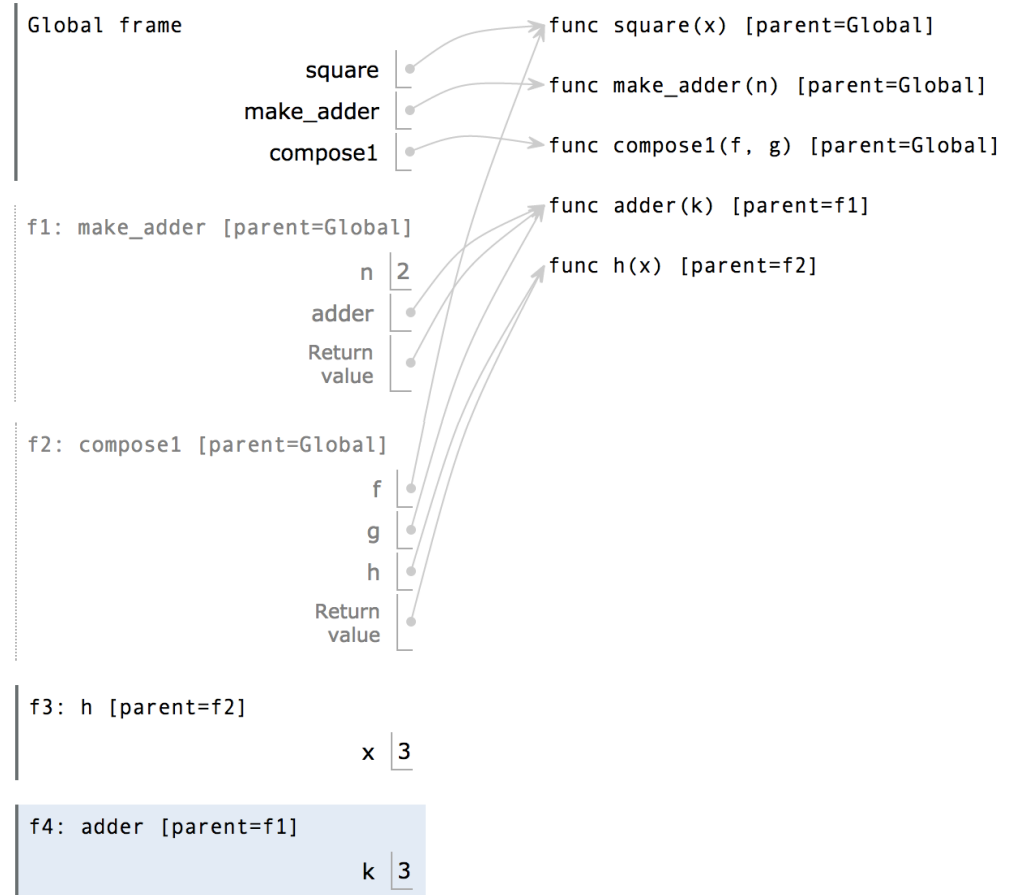 Global frame
func square(x) [parent=Global]
square
func make_adder(n) [parent=Global]
make_adder
func compose1(f, g) [parent=Global]
compose1
func adder(k) [parent=f1]
f1: make_adder [parent=Global]
func h(x) [parent=f2]
n 2
adder
Return
value
f2: compose1 [parent=Global]
f
g
h
Return
value
f3: h [parent=f2]
x 3
f4: adder [parent=f1]
k 3